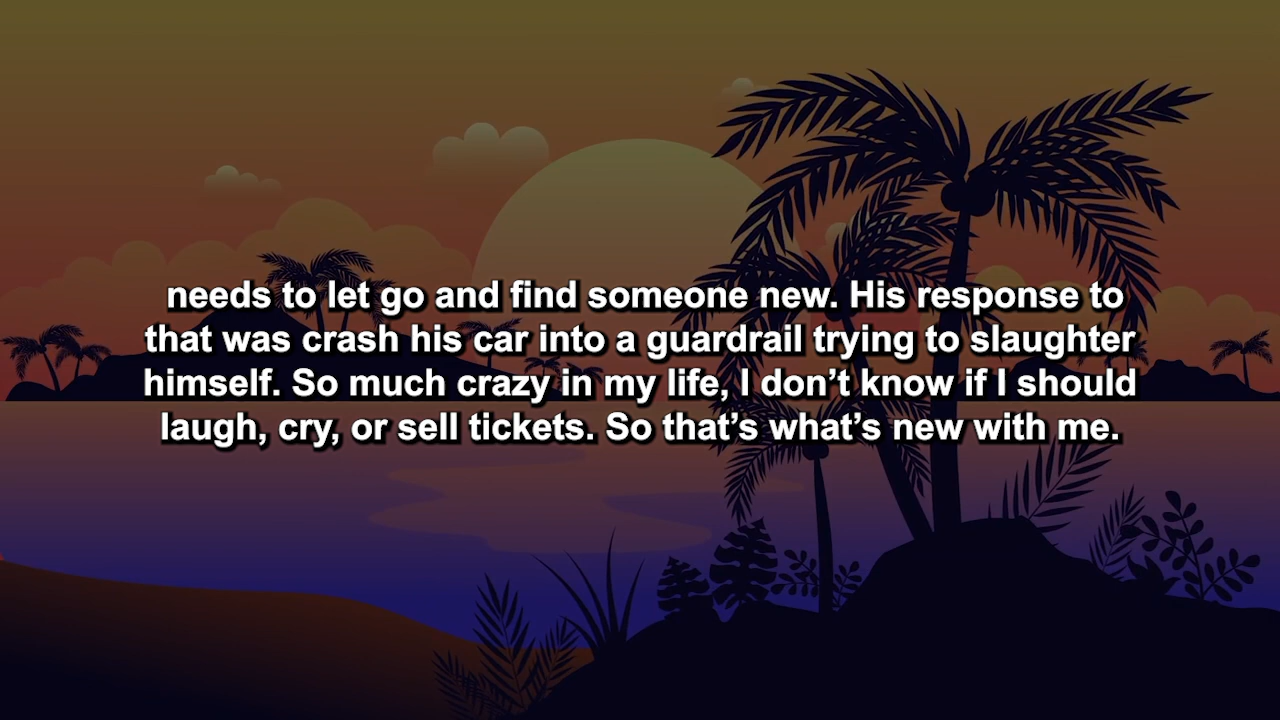 needs to let go and find someone new. His response to
that was crash his car into a guardrail trying to slaughter
himself. So much crazy in my life, I don’t know if I should
laugh, cry, or sell tickets. So that’s what’s new with me.